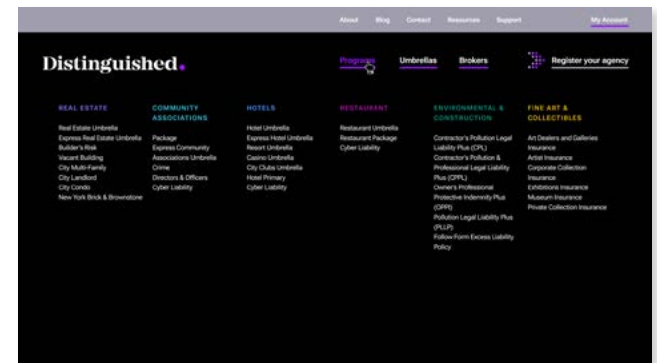 About Blog Contact Resources Support My Account
Distinguished.
Programs Umbrellas Brokers Register your agency
REAL ESTATE
Real Estate Umbrella
Express Real Estate Umbrella
Builder's Risk
Vacant Building
City Multi-Family
City Landlord
City Condo
New York Brick & Brownstone
COMMUNITY
ASSOCIATIONS
Package
Express Community
Associations Umbrella
Crime
Directors & Officers
Cyber Liability
HOTELS
Hotel Umbrella
Express Hotel Umbrella
Resort Umbrella
Casino Umbrella
City Clubs Umbrella
Hotel Primary
Cyber Liability
RESTAURANT
Restaurant Umbrella
Restaurant Package
Cyber Liability
ENVIRONMENTAL &
CONSTRUCTION
Contractor's Pollution Legal
Liability Plus (CPL)
Contractor's Pollution &
Professional Legal Liability
Plus (CPPL)
Owner's Professional
Protective Indemnity Plus
(OPPI)
Pollution Legal Liability Plus
(PLLP)
Follow Form Excess Liability
Policy
FINE ART &
COLLECTIBLES
Art Dealers and Galleries
Insurance
Artist Insurance
Corporate Collection
Insurance
Exhibitions Insurance
Museum Insurance
Private Collection Insurance